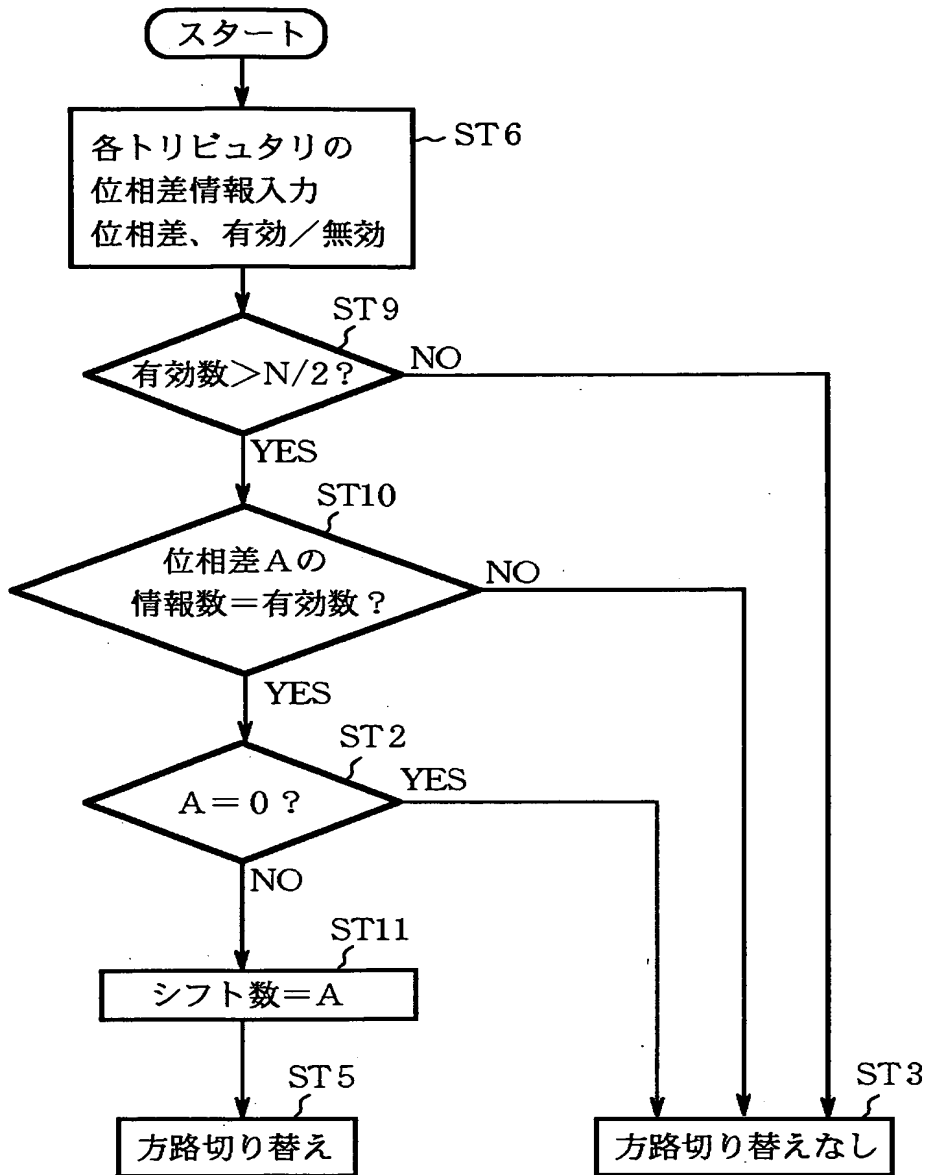 スタート
各トリビュタリの
位相差情報入力
位相差、有効／無効
ST6
ST9
有効数＞N/2？
NO
YES
ST10
位相差Aの
情報数＝有効数？
NO
YES
ST2
A＝0？
YES
NO
ST11
シフト数＝A
ST5
方路切り替え
ST3
方路切り替えなし